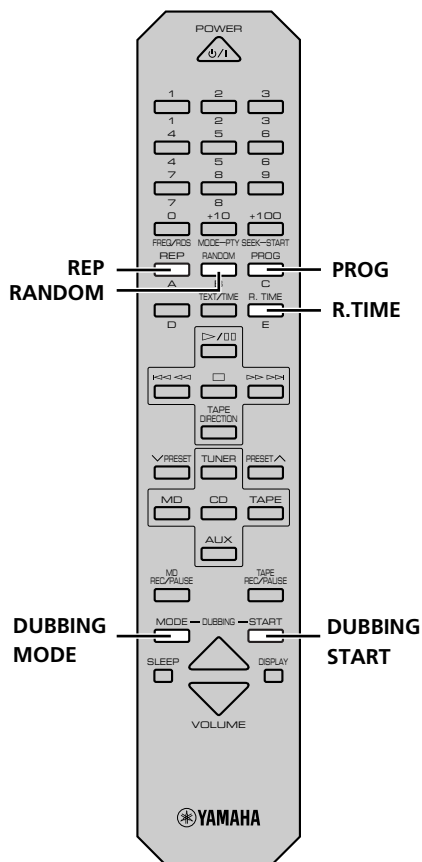 POWER
⏻/I
1 2 3
1 2 3
4 5 6
4 5 6
7 8 9
7 8
0 +10 +100
FREQ/RDS MODE–PTY SEEK–START
REP RANDOM PROG
REP
PROG
RANDOM
A B C
TEXT/TIME R. TIME
R.TIME
D E
TAPE
DIRECTION
PRESET TUNER PRESET
MD CD TAPE
AUX
MD
REC/PAUSE
TAPE
REC/PAUSE
DUBBING
MODE
MODE – DUBBING – START
DUBBING
START
SLEEP DISPLAY
VOLUME
YAMAHA